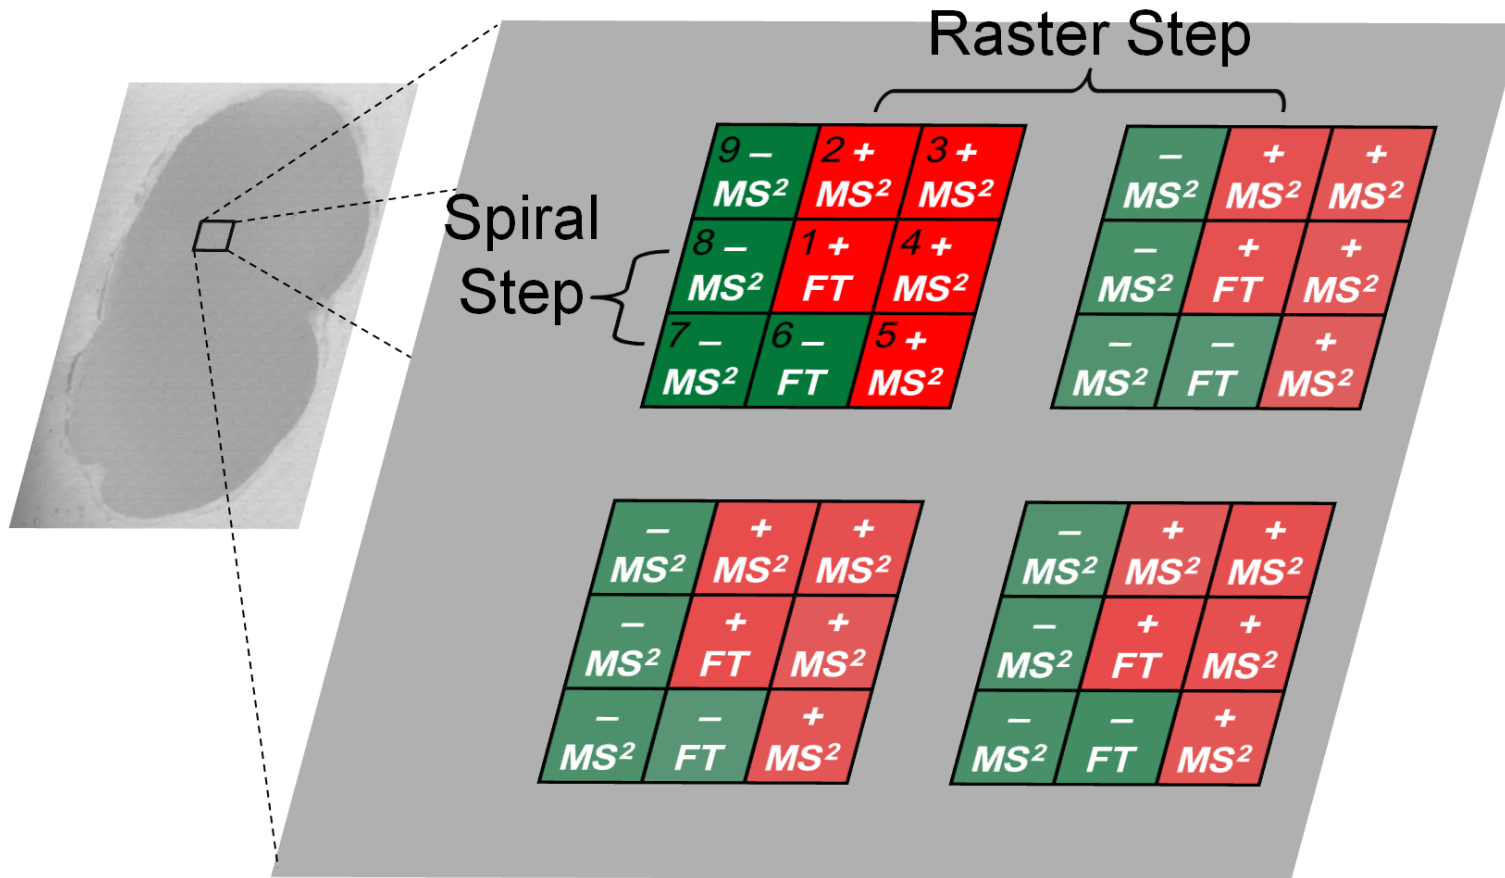 Raster Step
Spiral
Step
9 – 2 + 3 +
MS² MS² MS²
8 – 1 + 4 +
MS² FT MS²
7 – 6 – 5 +
MS² FT MS²
– + +
MS² MS² MS²
– + +
MS² FT MS²
– – +
MS² FT MS²
– + +
MS² MS² MS²
– + +
MS² FT MS²
– – +
MS² FT MS²
– + +
MS² MS² MS²
– + +
MS² FT MS²
– – +
MS² FT MS²